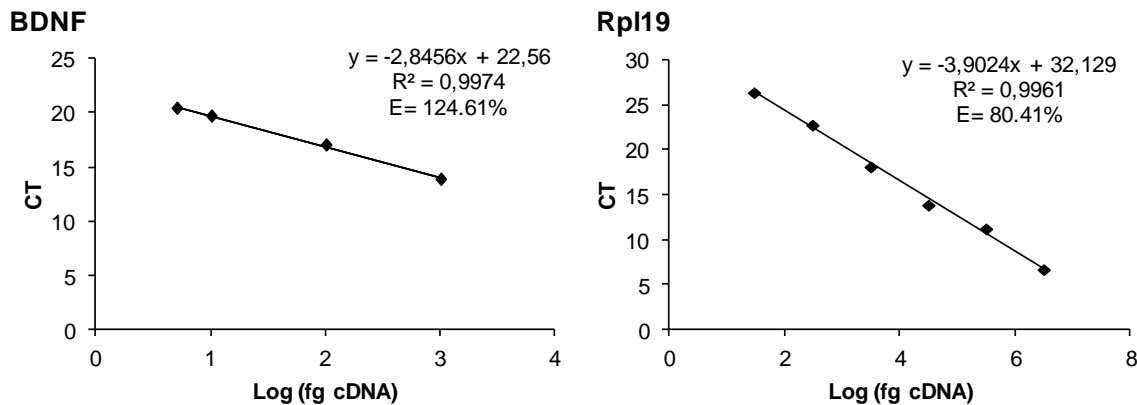 BDNF
y = -2,8456x + 22,56
R² = 0,9974
E= 124.61%
25
20
15
10
5
0
CT
0 1 2 3 4
Log (fg cDNA)
Rpl19
y = -3,9024x + 32,129
R² = 0,9961
E= 80.41%
30
25
20
15
10
5
0
CT
0 2 4 6 8
Log (fg cDNA)